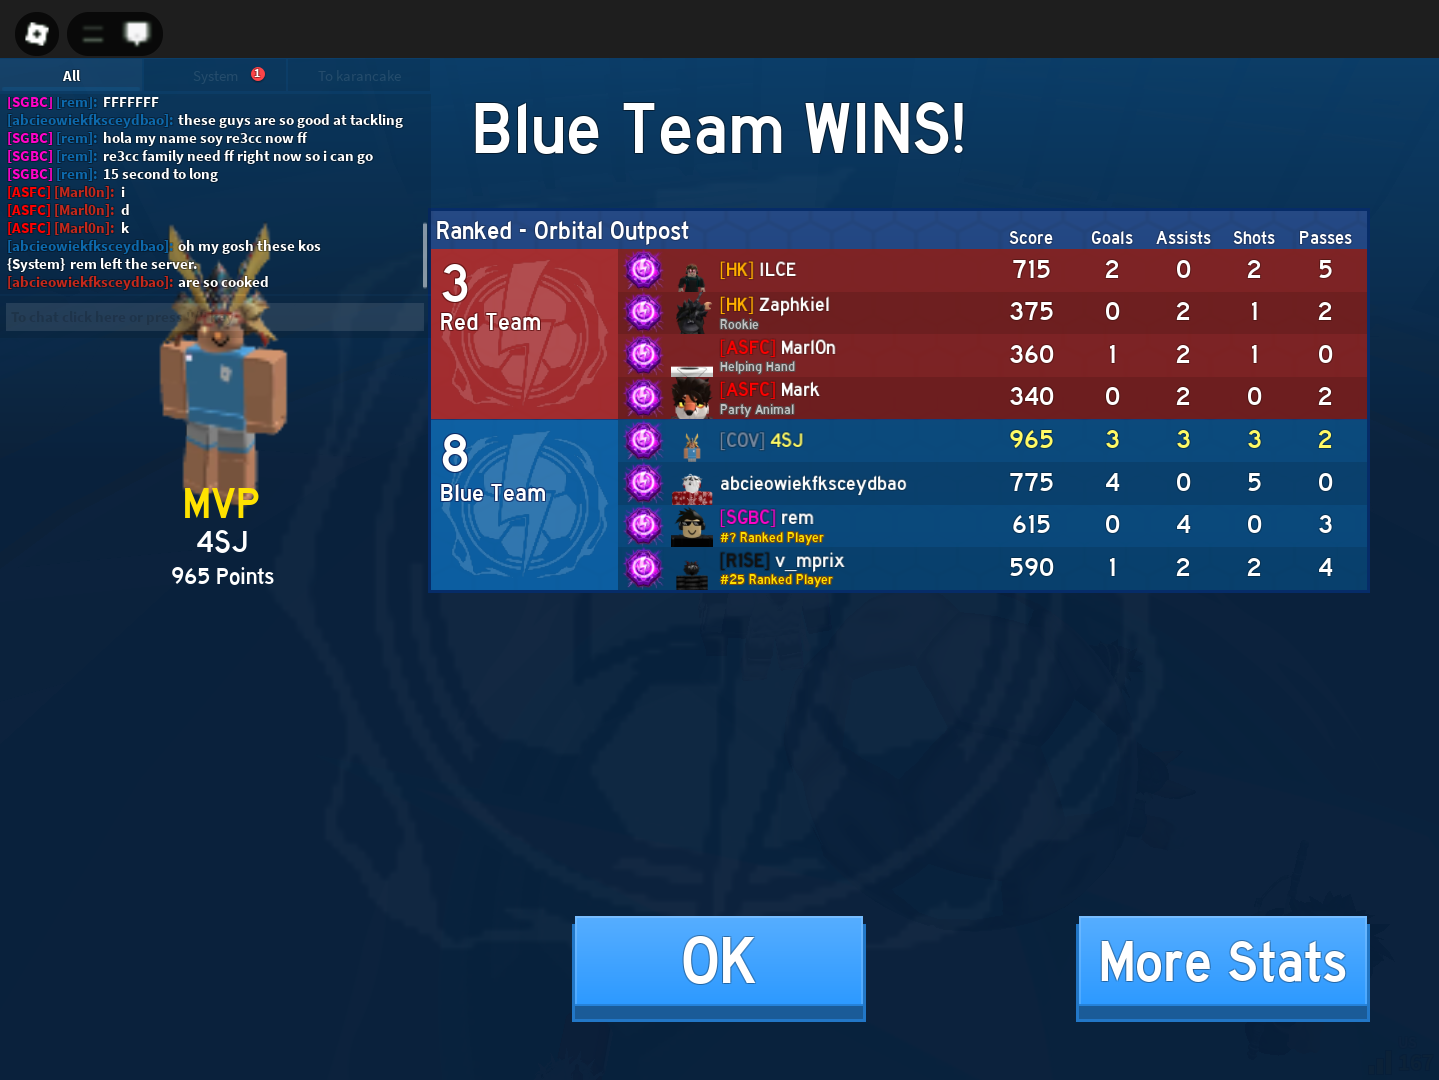 All
System
1
To karancake
[SGBC] [rem]: FFFFFFF
[abcieowiekfksceydbao]: these guys are so good at tackling
[SGBC] [rem]: hola my name soy re3cc now ff
[SGBC] [rem]: re3cc family need ff right now so i can go
[SGBC] [rem]: 15 second to long
[ASFC] [Marl0n]: i
[ASFC] [Marl0n]: d
[ASFC] [Marl0n]: k
[abcieowiekfksceydbao]: oh my gosh these kos
{System} rem left the server.
[abcieowiekfksceydbao]: are so cooked
To chat click here or press
Blue Team WINS!
MVP
4SJ
965 Points
Ranked - Orbital Outpost
Score Goals Assists Shots Passes
3
Red Team
[HK] ILCE 715 2 0 2 5
[HK] Zaphkiel 375 0 2 1 2
Rookie
[ASFC] Marl0n 360 1 2 1 0
Helping Hand
[ASFC] Mark 340 0 2 0 2
Party Animal
8
Blue Team
[COV] 4SJ 965 3 3 3 2
abcieowiekfksceydbao 775 4 0 5 0
[SGBC] rem 615 0 4 0 3
#? Ranked Player
[RISE] v_mprix 590 1 2 2 4
#25 Ranked Player
OK
More Stats